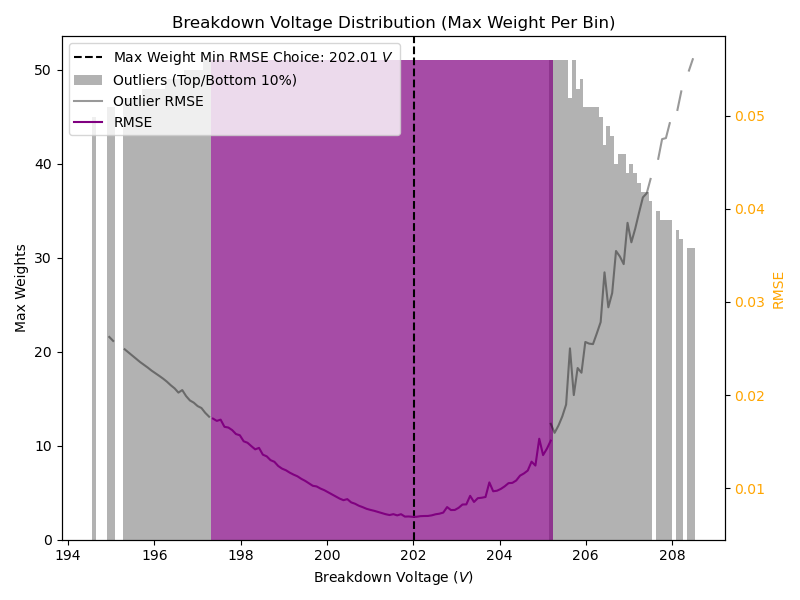 Breakdown Voltage Distribution (Max Weight Per Bin)
Max Weight Min RMSE Choice: 202.01 V
Outliers (Top/Bottom 10%)
Outlier RMSE
RMSE
50
40
30
20
10
0
Max Weights
0.05
0.04
0.03
0.02
0.01
RMSE
194
196
198
200
202
204
206
208
Breakdown Voltage (V)